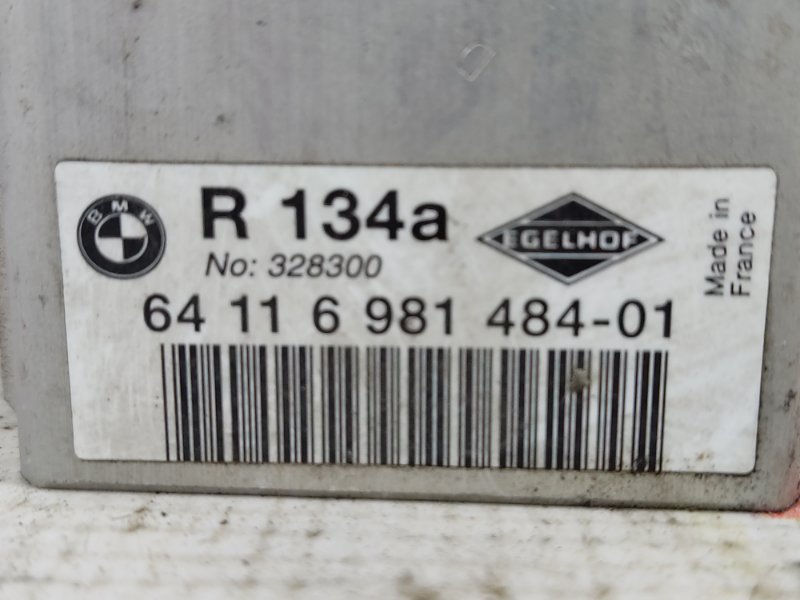 BMW
R 134a
EGELHOF
No: 328300
64 11 6 981 484-01
Made in
France